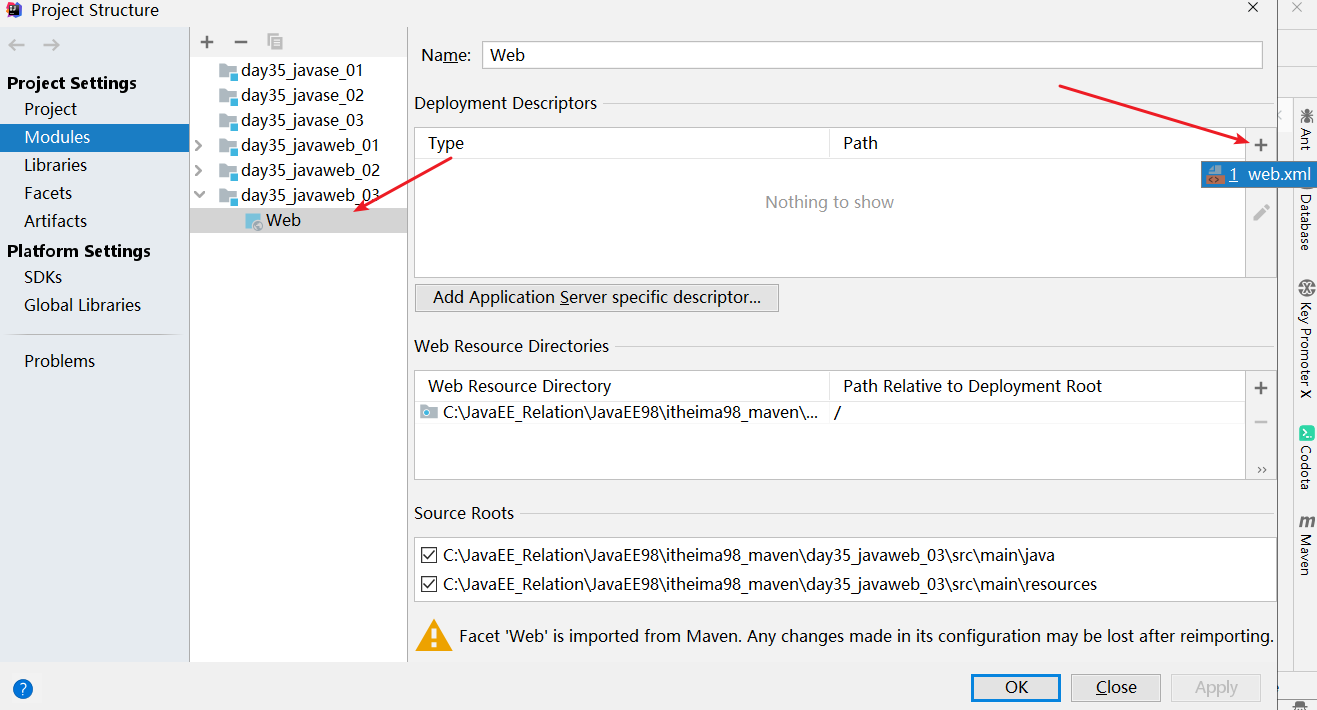 Project Structure
Project Settings
Project
Modules
Libraries
Facets
Artifacts
Platform Settings
SDKs
Global Libraries
Problems
day35_javase_01
day35_javase_02
day35_javase_03
day35_javaweb_01
day35_javaweb_02
day35_javaweb_03
Web
Name: Web
Deployment Descriptors
Type Path
1 web.xml
Nothing to show
Add Application Server specific descriptor...
Web Resource Directories
Web Resource Directory Path Relative to Deployment Root
C:\JavaEE_Relation\JavaEE98\itheima98_maven\... /
Source Roots
C:\JavaEE_Relation\JavaEE98\itheima98_maven\day35_javaweb_03\src\main\java
C:\JavaEE_Relation\JavaEE98\itheima98_maven\day35_javaweb_03\src\main\resources
Facet 'Web' is imported from Maven. Any changes made in its configuration may be lost after reimporting.
? OK Close Apply
Ant
Database
Key Promoter X
Codota
m Maven